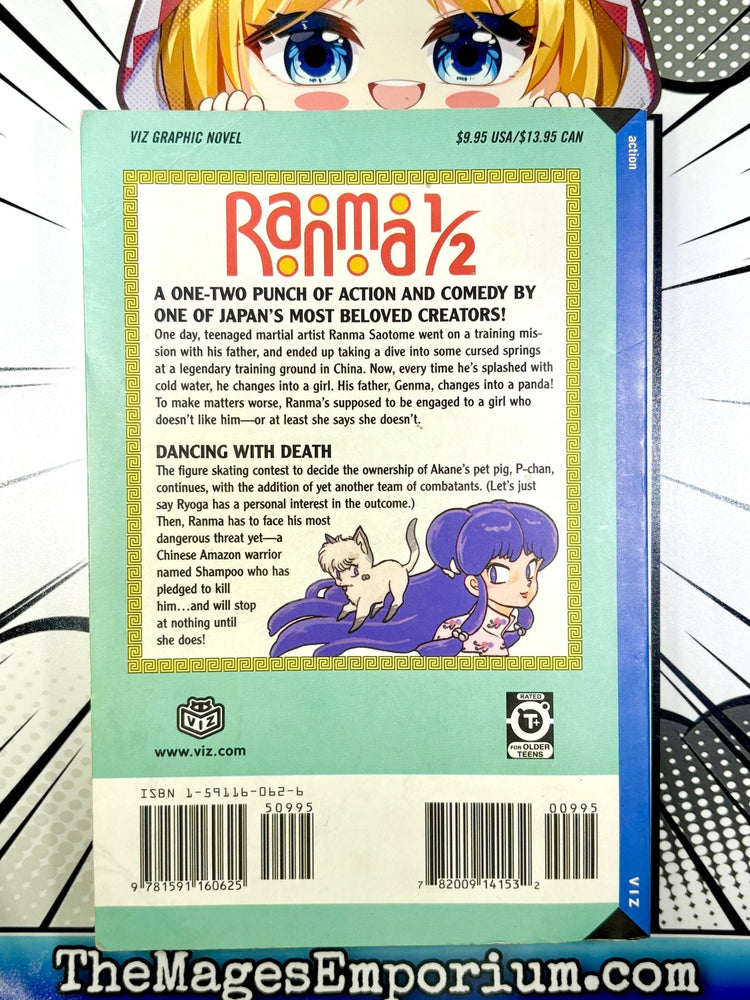 VIZ GRAPHIC NOVEL
$9.95 USA/$13.95 CAN
action
Ranma 1/2
A ONE-TWO PUNCH OF ACTION AND COMEDY BY
ONE OF JAPAN'S MOST BELOVED CREATORS!
One day, teenaged martial artist Ranma Saotome went on a training mis-
sion with his father, and ended up taking a dive into some cursed springs
at a legendary training ground in China. Now, every time he's splashed with
cold water, he changes into a girl. His father, Genma, changes into a panda!
To make matters worse, Ranma's supposed to be engaged to a girl who
doesn't like him—or at least she says she doesn't.
DANCING WITH DEATH
The figure skating contest to decide the ownership of Akane's pet pig, P-chan,
continues, with the addition of yet another team of combatants. (Let's just
say Ryoga has a personal interest in the outcome.)
Then, Ranma has to face his most
dangerous threat yet—a
Chinese Amazon warrior
named Shampoo who has
pledged to kill
him...and will stop
at nothing until
she does!
VIZ
www.viz.com
RATED
T+
FOR OLDER
TEENS
ISBN 1-59116-062-6
50995
00995
9 781591 160625
7 82009 14153 2
VIZ
TheMagesEmporium.com